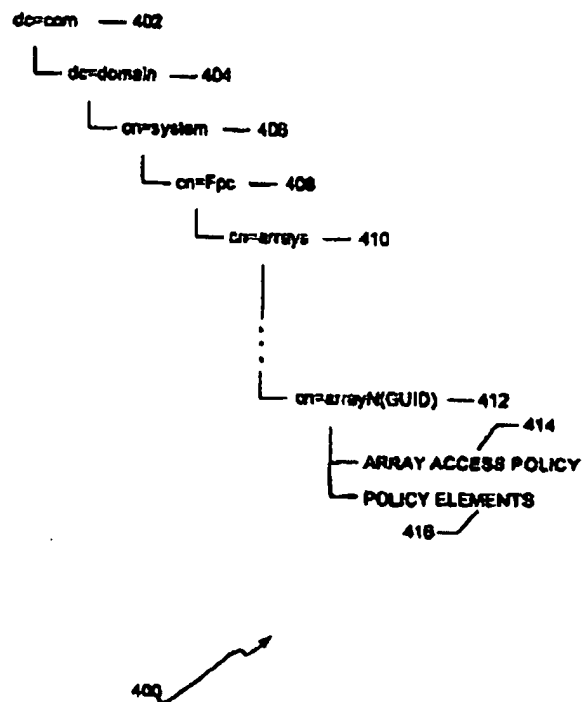 dc=com — 402
dc=domain — 404
cn=system — 406
cn=Fpc — 408
cn=arrays — 410
cn=arrayN(GUID) — 412
414
ARRAY ACCESS POLICY
POLICY ELEMENTS
416
400